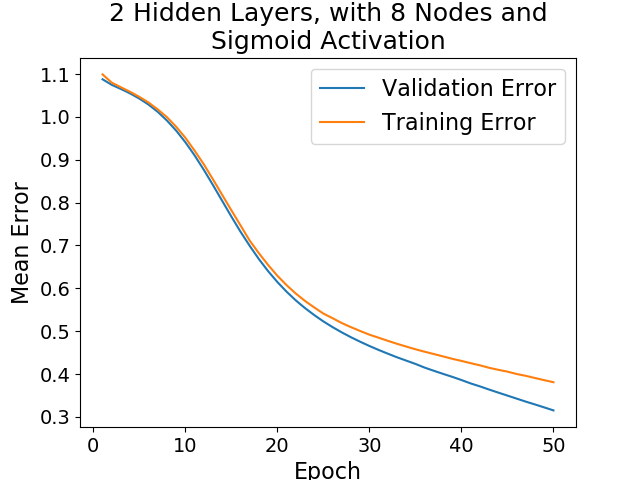 2 Hidden Layers, with 8 Nodes and
Sigmoid Activation
Validation Error
Training Error
Mean Error
1.1
1.0
0.9
0.8
0.7
0.6
0.5
0.4
0.3
0 10 20 30 40 50
Epoch